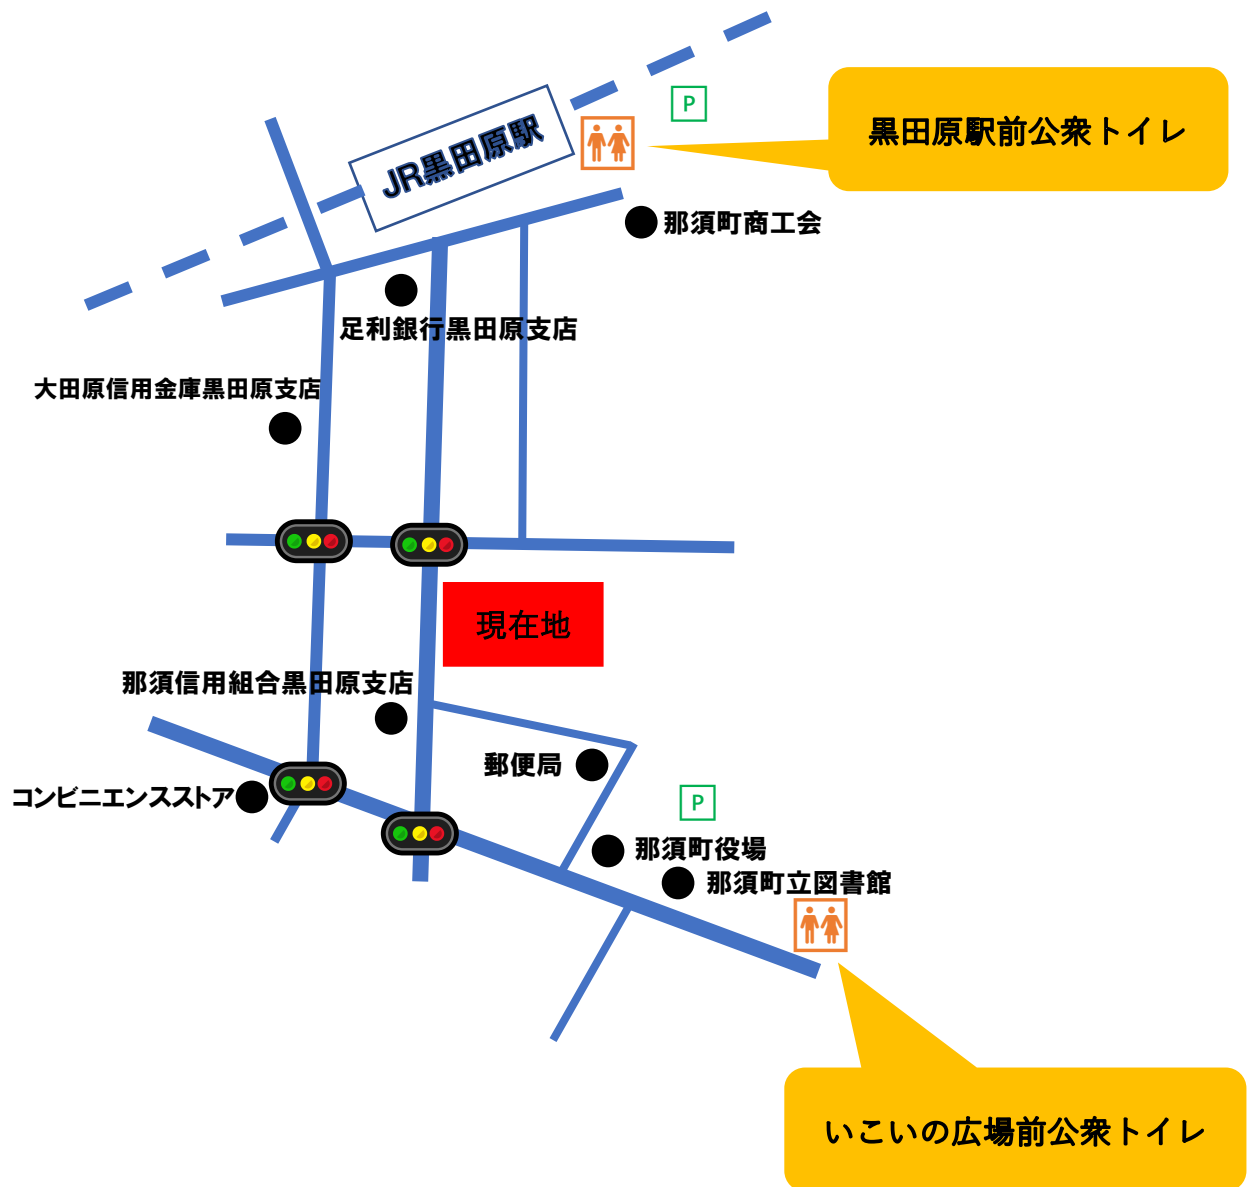 P
黒田原駅前公衆トイレ
JR黒田原駅
那須町商工会
足利銀行黒田原支店
大田原信用金庫黒田原支店
現在地
那須信用組合黒田原支店
郵便局
コンビニエンスストア
P
那須町役場
那須町立図書館
いこいの広場前公衆トイレ